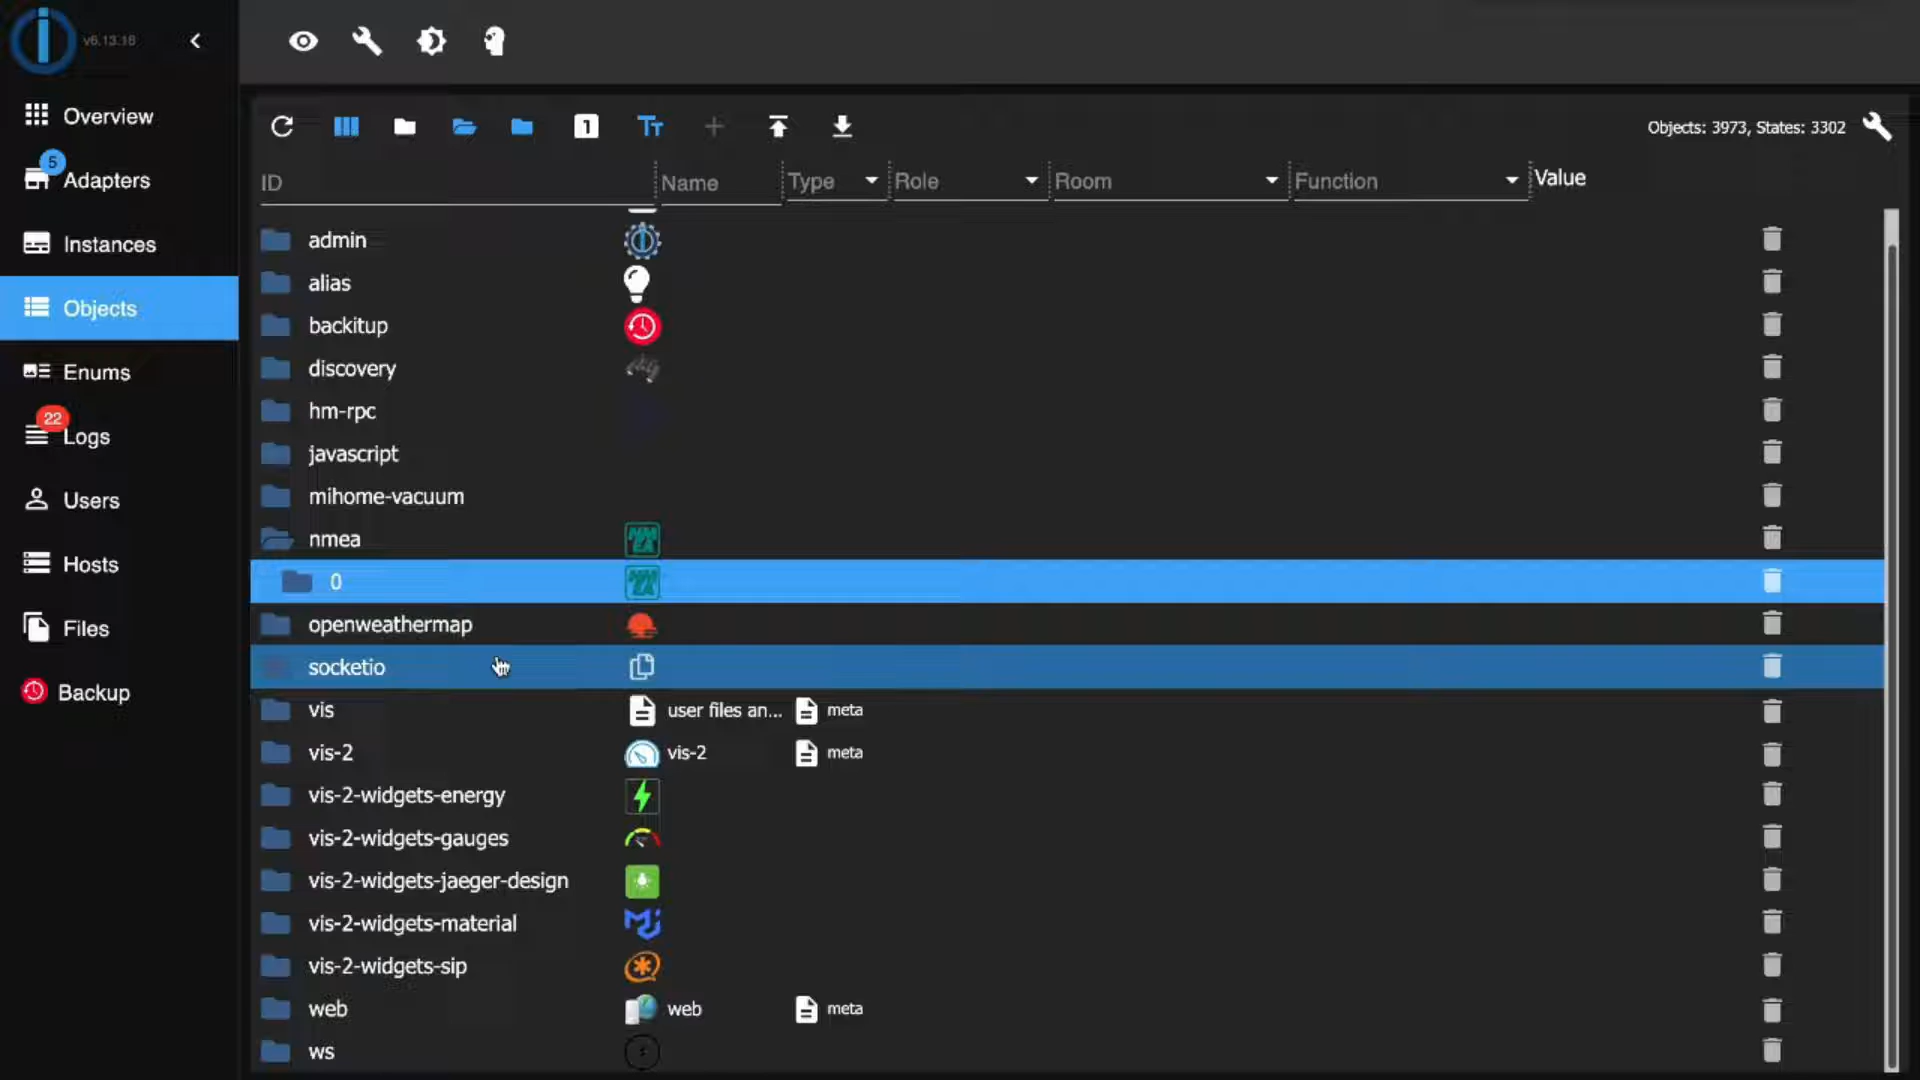 v6.13.16
Overview
5
Adapters
Instances
Objects
Enums
22
Logs
Users
Hosts
Files
Backup
1
Tт
Objects: 3973, States: 3302
ID
Name
Type
Role
Room
Function
Value
admin
alias
backitup
discovery
hm-rpc
javascript
mihome-vacuum
nmea
0
openweathermap
socketio
vis
user files an...
meta
vis-2
vis-2
meta
vis-2-widgets-energy
vis-2-widgets-gauges
vis-2-widgets-jaeger-design
vis-2-widgets-material
vis-2-widgets-sip
web
web
meta
ws